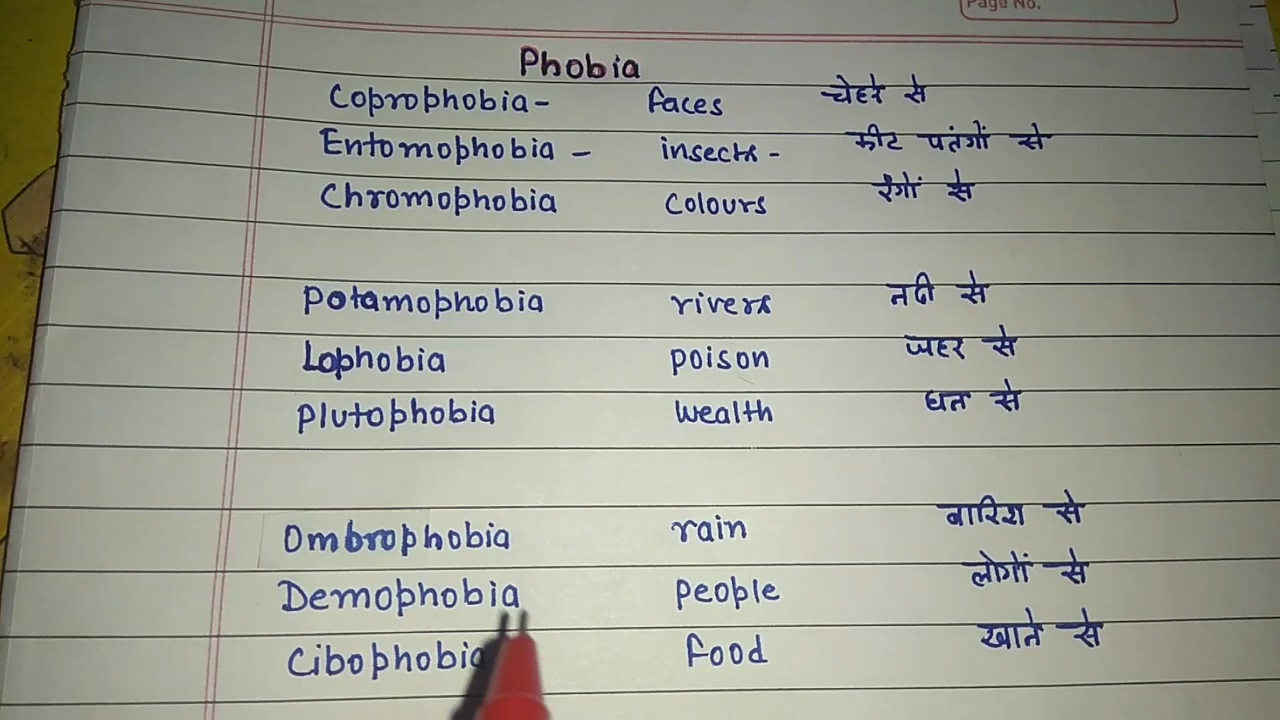 Page No.
Phobia
Coprophobia- faces चेहरे से
Entomophobia - insects - कीट पतंगों से
Chromophobia colours रंगों से
Potamophobia rivers नदी से
Lophobia poison जहर से
Plutophobia wealth धन से
Ombrophobia rain बारिश से
Demophobia people लोगों से
Cibophobia food खाने से